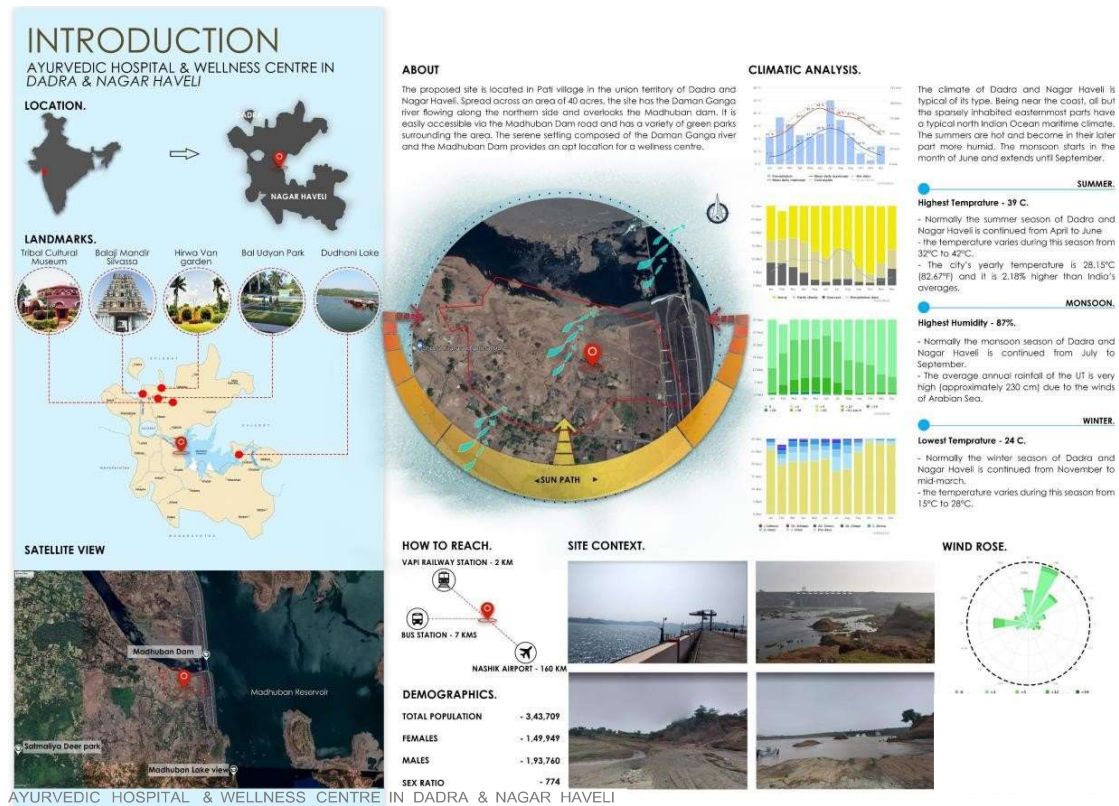 INTRODUCTION
AYURVEDIC HOSPITAL & WELLNESS CENTRE IN
DADRA & NAGAR HAVELI
LOCATION.
DADRA
NAGAR HAVELI
LANDMARKS.
Tribal Cultural
Museum
Balaji Mandir
Silvassa
Hirwa Van
garden
Bal Udyan Park
Dudhani Lake
SATELLITE VIEW
Madhuban Dam
Madhuban Reservoir
Satmaliya Deer park
Madhuban Lake view
ABOUT
The proposed site is located in Pati village in the union territory of Dadra and
Nagar Haveli. Spread across an area of 40 acres, the site has the Daman Ganga
river flowing along the northern side and overlooks the Madhuban dam. It is
easily accessible via the Madhuban Dam road and has a variety of green parks
surrounding the area. The serene setting composed of the Daman Ganga river
and the Madhuban Dam provides an apt location for a wellness centre.
SUN PATH
CLIMATIC ANALYSIS.
The climate of Dadra and Nagar Haveli is
typical of its type. Being near the coast, all but
the sparsely inhabited easternmost parts have
a typical north Indian Ocean maritime climate.
The summers are hot and become in their later
part more humid. The monsoon starts in the
month of June and extends until September.
SUMMER.
Highest Temprature - 39 C.
- Normally the summer season of Dadra and
Nagar Haveli is continued from April to June
- the temperature varies during this season from
32°C to 42°C.
- The city's yearly temperature is 28.15°C
(82.67°F) and it is 2.18% higher than India's
averages.
MONSOON.
Highest Humidity - 87%.
- Normally the monsoon season of Dadra and
Nagar Haveli is continued from July to
September.
- The average annual rainfall of the UT is very
high (approximately 230 cm) due to the winds
of Arabian Sea.
WINTER.
Lowest Temprature - 24 C.
- Normally the winter season of Dadra and
Nagar Haveli is continued from November to
mid-march.
- the temperature varies during this season from
15°C to 28°C.
HOW TO REACH.
VAPI RAILWAY STATION - 2 KM
BUS STATION - 7 KMS
NASHIK AIRPORT - 160 KM
DEMOGRAPHICS.
TOTAL POPULATION - 3,43,709
FEMALES - 1,49,949
MALES - 1,93,760
SEX RATIO - 774
SITE CONTEXT.
WIND ROSE.
AYURVEDIC HOSPITAL & WELLNESS CENTRE IN DADRA & NAGAR HAVELI